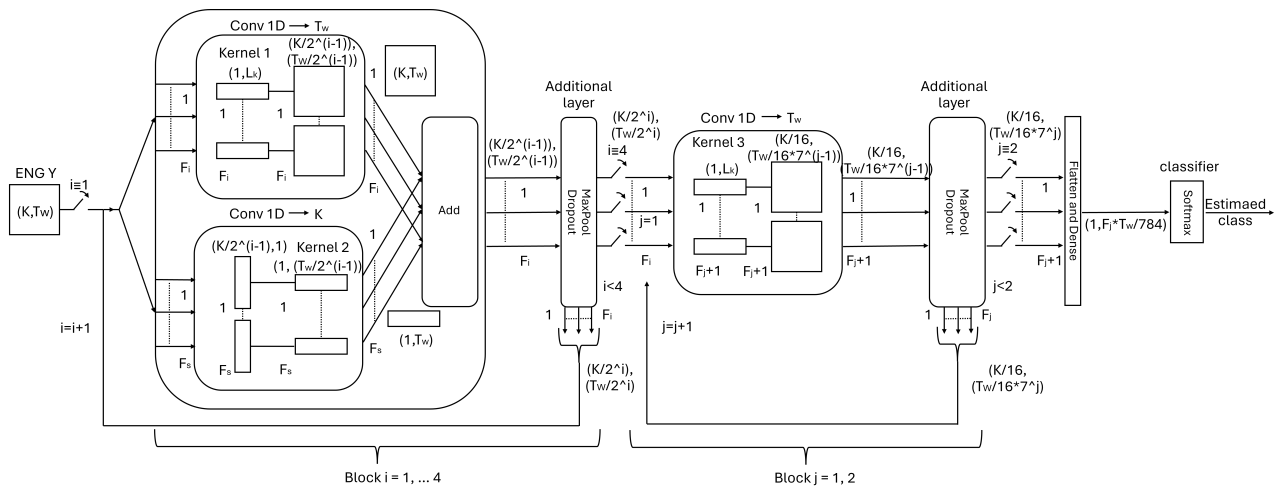 ENG Y
(K,Tw)
i≡1
i=i+1
Conv 1D → Tw
Kernel 1
(K/2^(i-1)),
(Tw/2^(i-1))
(1,Lk)
1
1
1
Fi
Fi
Fi
1
Fi
(K,Tw)
Conv 1D → K
(K/2^(i-1),1)
Kernel 2
(1, (Tw/2^(i-1))
1
1
1
Fs
Fs
Fs
1
Fs
(1,Tw)
Add
(K/2^(i-1)),
(Tw/2^(i-1))
1
Fi
Additional
layer
MaxPool
Dropout
(K/2^i),
(Tw/2^i)
i≡4
1
j=1
Fi
i<4
1
Fi
(K/2^i),
(Tw/2^i)
Block i = 1, ... 4
Conv 1D → Tw
Kernel 3
(K/16,
(Tw/16*7^(j-1))
(1,Lk)
1
1
Fj+1
Fj+1
(K/16,
(Tw/16*7^(j-1))
1
Fj+1
j=j+1
Additional
layer
MaxPool
Dropout
(K/16,
(Tw/16*7^j)
j≡2
1
Fj+1
j<2
1
Fj
(K/16,
(Tw/16*7^j)
Block j = 1, 2
Flatten and Dense
(1,Fj*Tw/784)
classifier
Softmax
Estimaed
class